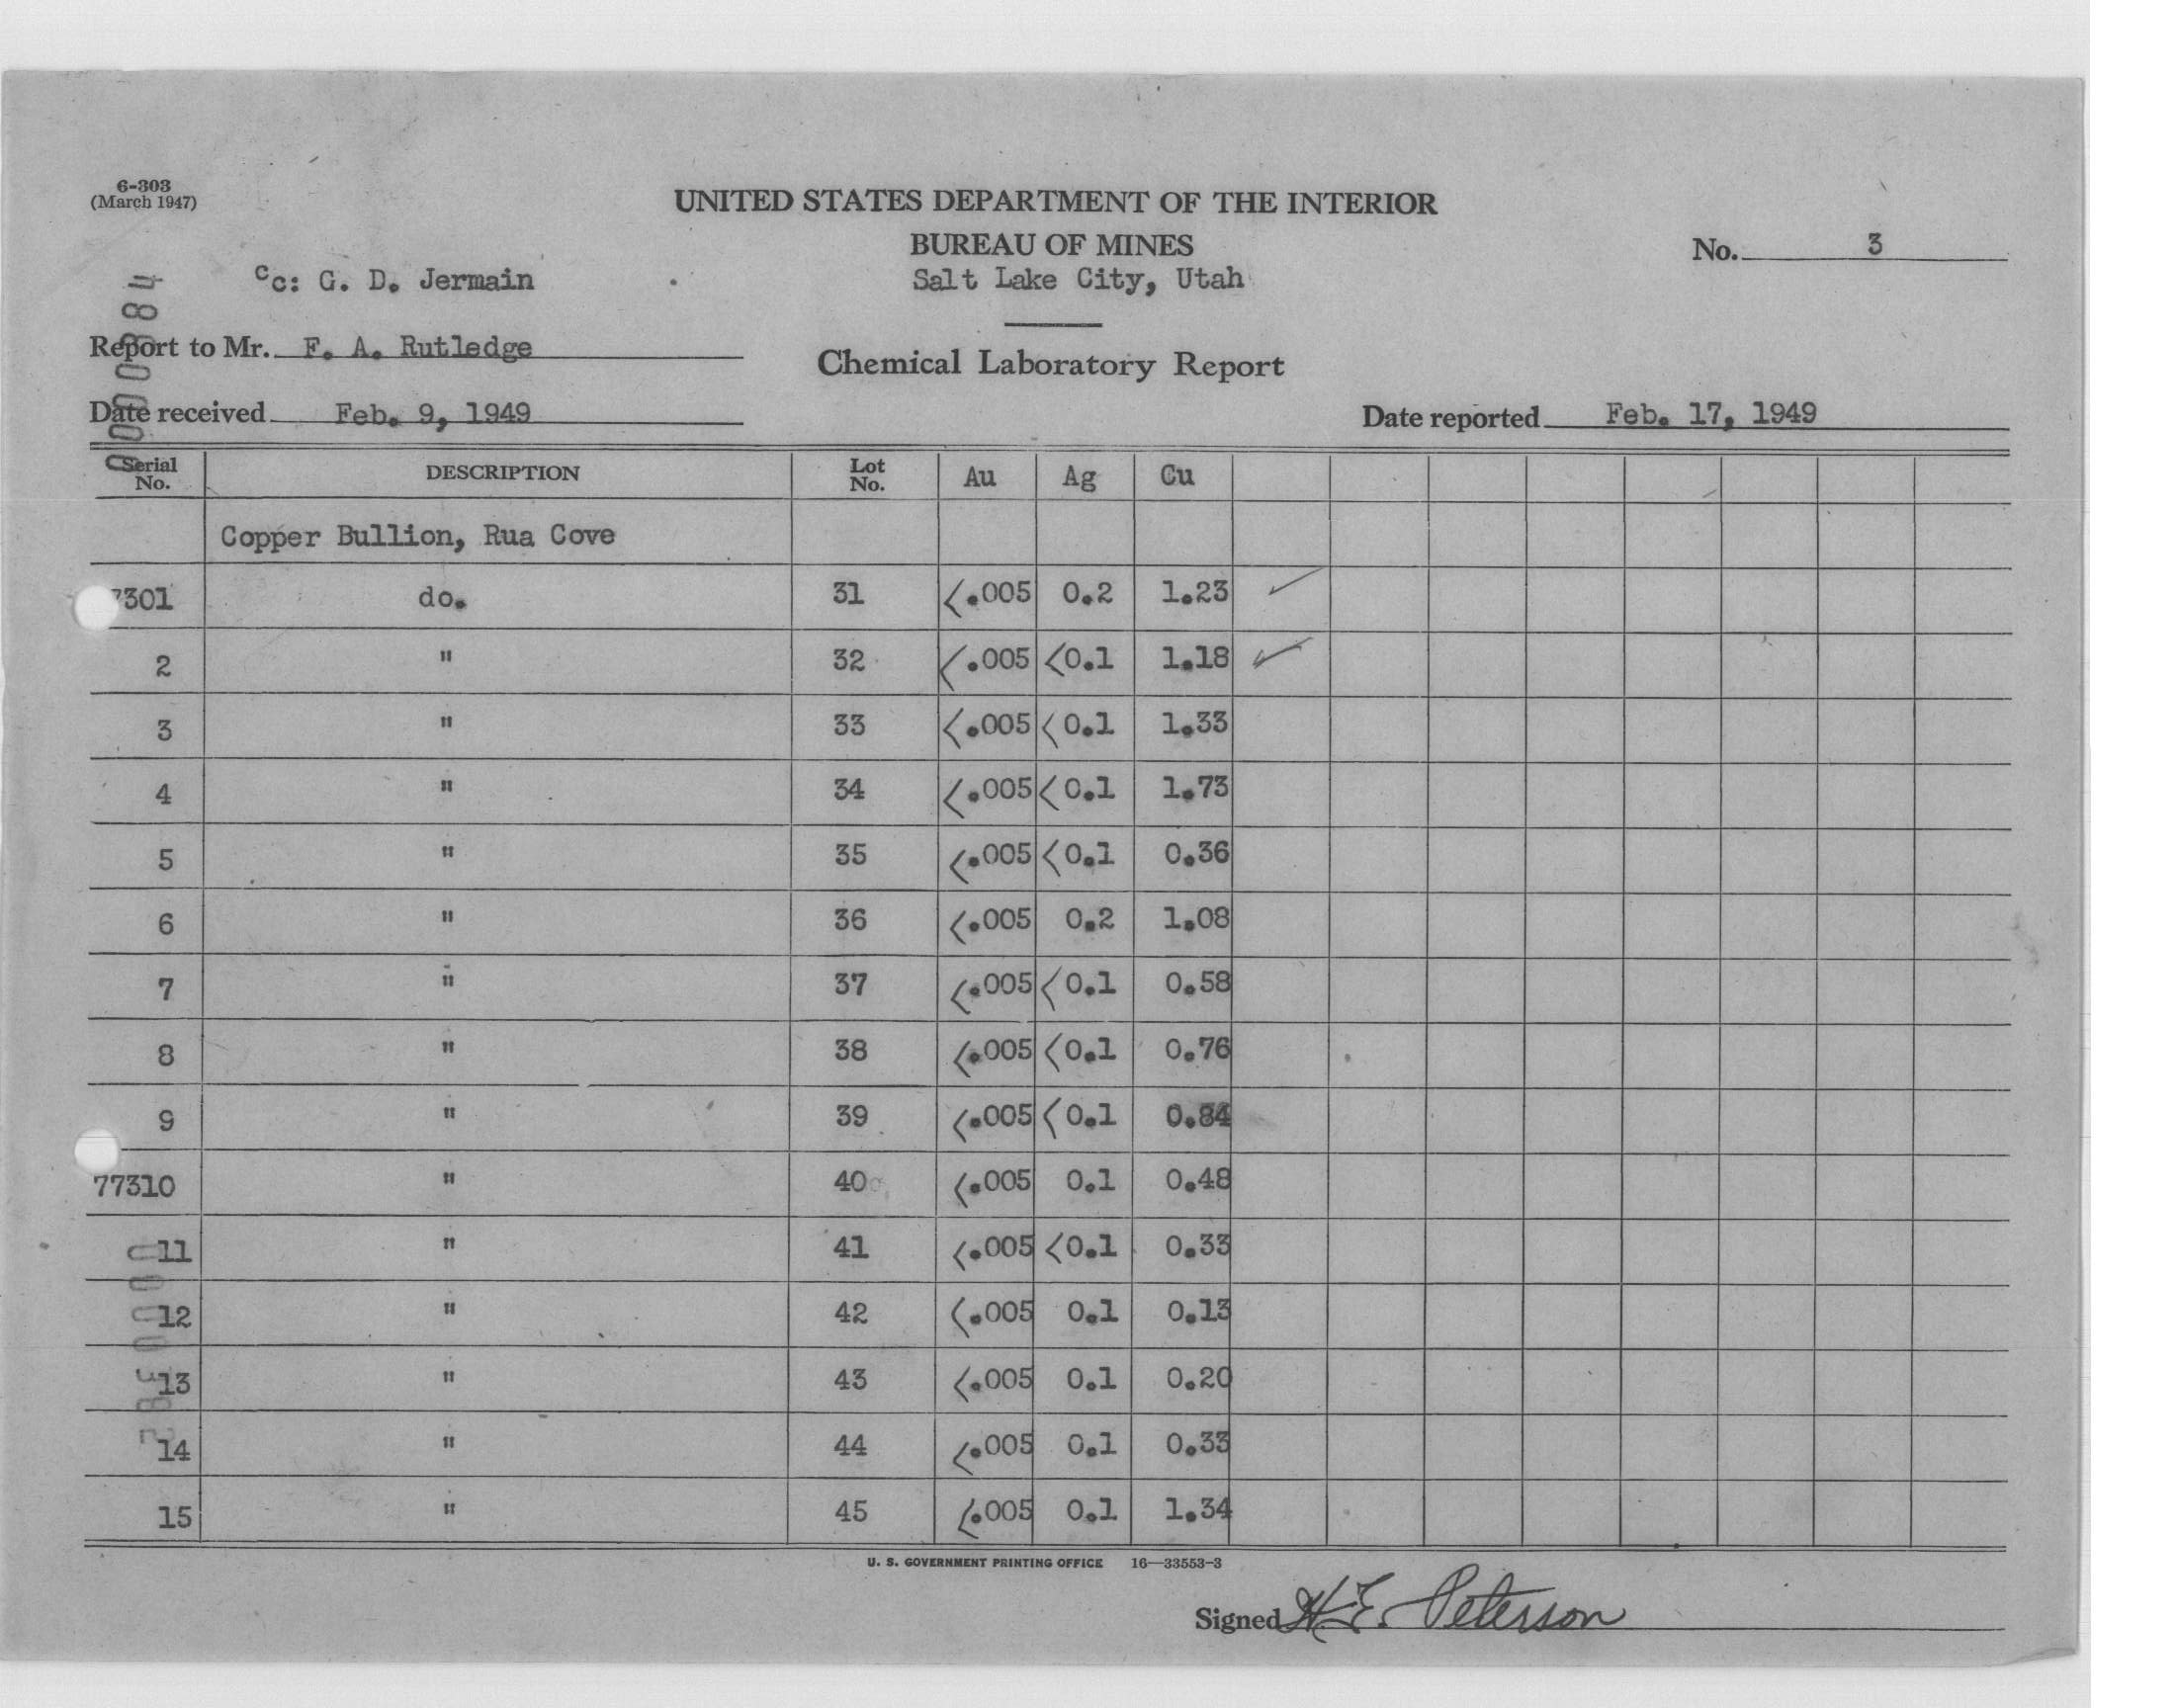 6-303
(March 1947)
UNITED STATES DEPARTMENT OF THE INTERIOR
BUREAU OF MINES
No. 3
cc: G. D. Jermain
Salt Lake City, Utah
Report to Mr. F. A. Rutledge
Chemical Laboratory Report
Date received Feb. 9, 1949
Date reported Feb. 17, 1949
Serial No. DESCRIPTION Lot No. Au Ag Cu
Copper Bullion, Rua Cove
7301 do. 31 <.005 0.2 1.23 ✓
2 " 32 <.005 <0.1 1.18 ✓
3 " 33 <.005 <0.1 1.33
4 " 34 <.005 <0.1 1.73
5 " 35 <.005 <0.1 0.36
6 " 36 <.005 0.2 1.08
7 " 37 <.005 <0.1 0.58
8 " 38 <.005 <0.1 0.76
9 " 39 <.005 <0.1 0.84
77310 " 40 <.005 0.1 0.48
11 " 41 <.005 <0.1 0.33
12 " 42 <.005 0.1 0.13
13 " 43 <.005 0.1 0.20
14 " 44 <.005 0.1 0.33
15 " 45 <.005 0.1 1.34
U. S. GOVERNMENT PRINTING OFFICE 16—33553-3
Signed H. E. Peterson